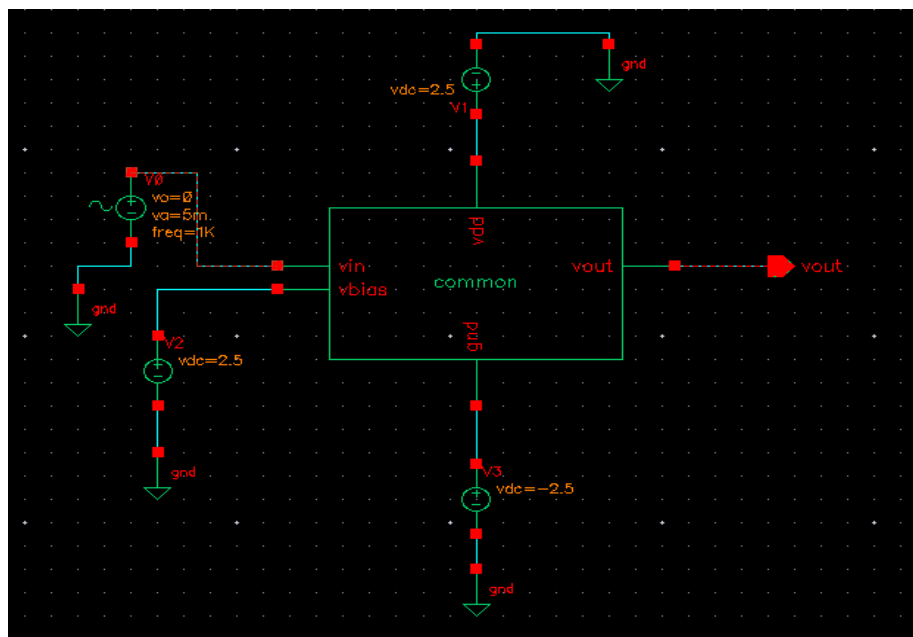 gnd
vdc=2.5
V1
V0
vo=0
va=5m
freq=1K
vdd
vin
vout
vout
vbias
common
gnd
gnd
V2
vdc=2.5
gnd
V3
vdc=-2.5
gnd